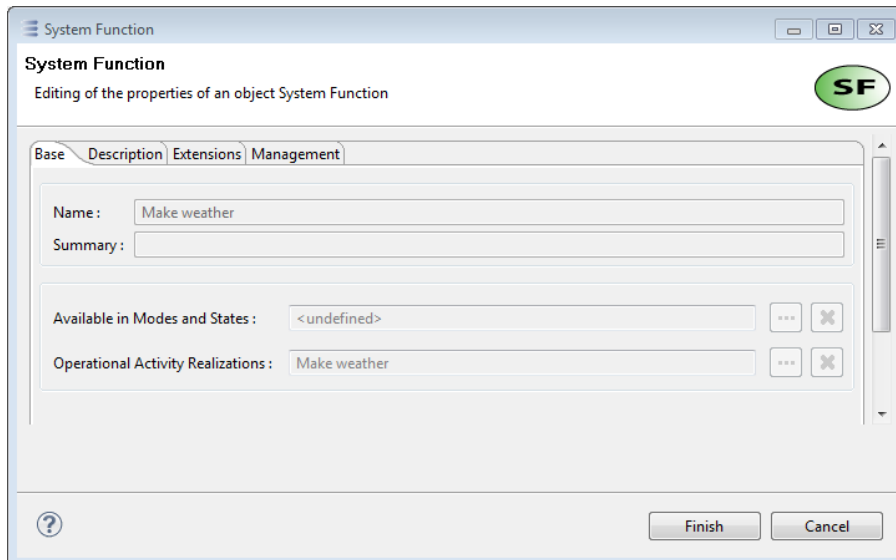 System Function
System Function
Editing of the properties of an object System Function
SF
Base Description Extensions Management
Name : Make weather
Summary :
Available in Modes and States : <undefined> ...
Operational Activity Realizations : Make weather ...
Finish Cancel